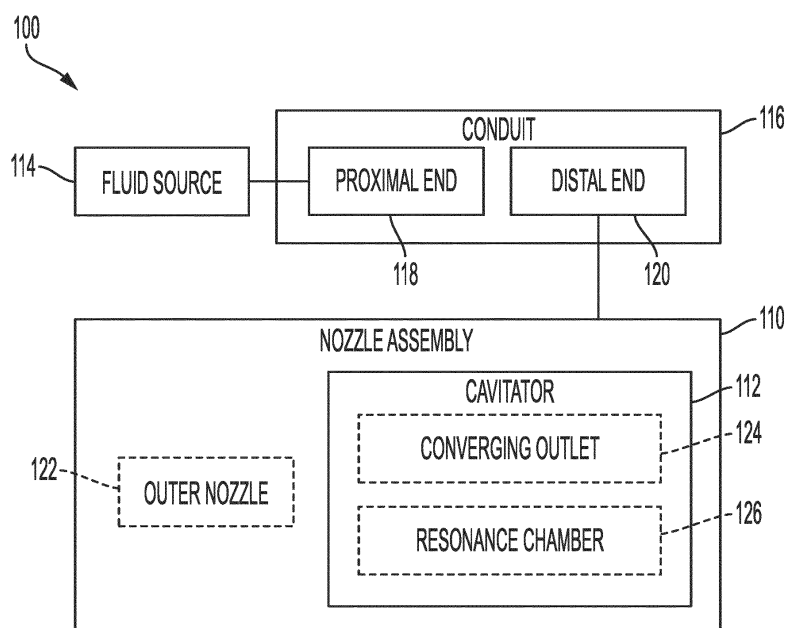 100
CONDUIT
116
114
FLUID SOURCE
PROXIMAL END
DISTAL END
118
120
110
NOZZLE ASSEMBLY
CAVITATOR
112
CONVERGING OUTLET
124
122
OUTER NOZZLE
RESONANCE CHAMBER
126